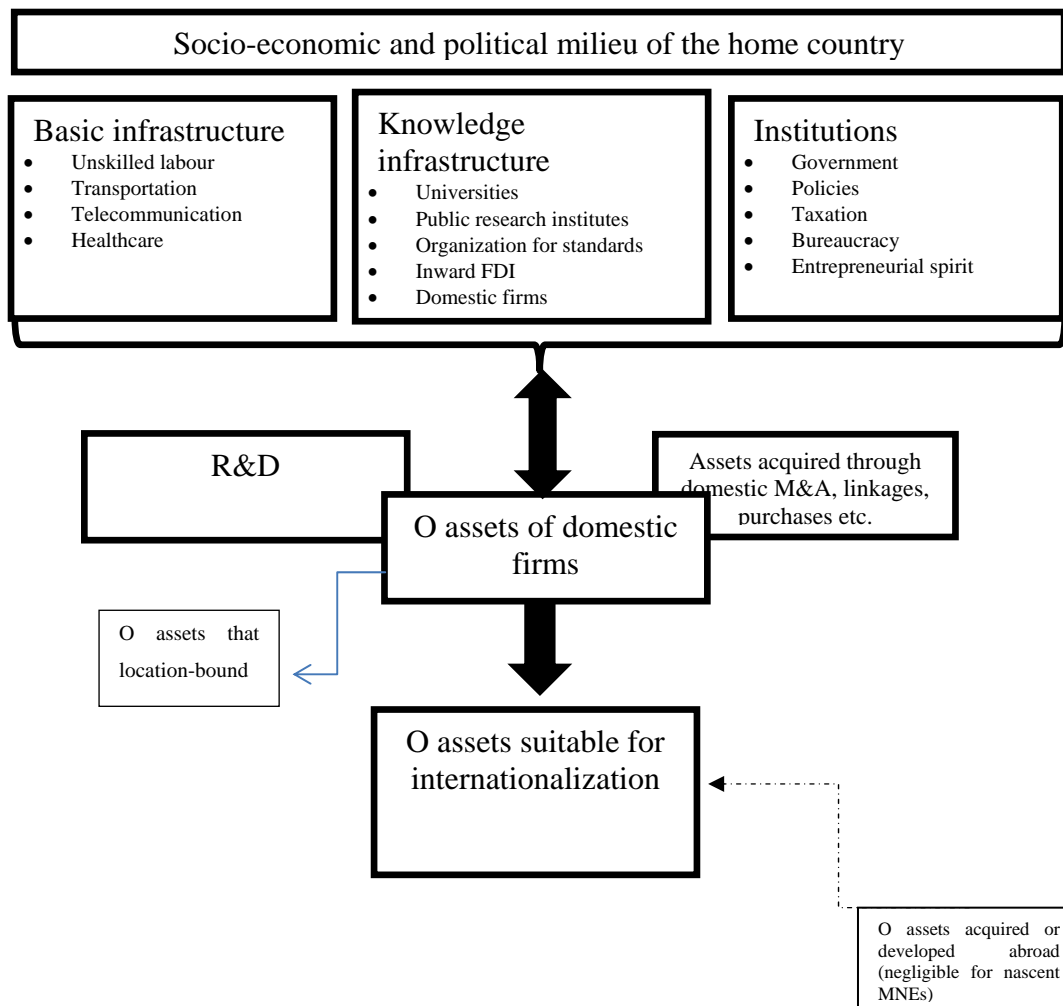 Socio-economic and political milieu of the home country
Basic infrastructure
• Unskilled labour
• Transportation
• Telecommunication
• Healthcare
Knowledge
infrastructure
• Universities
• Public research institutes
• Organization for standards
• Inward FDI
• Domestic firms
Institutions
• Government
• Policies
• Taxation
• Bureaucracy
• Entrepreneurial spirit
R&D
Assets acquired through
domestic M&A, linkages,
purchases etc.
O assets of domestic
firms
O assets that
location-bound
O assets suitable for
internationalization
O assets acquired or
developed abroad
(negligible for nascent
MNEs)